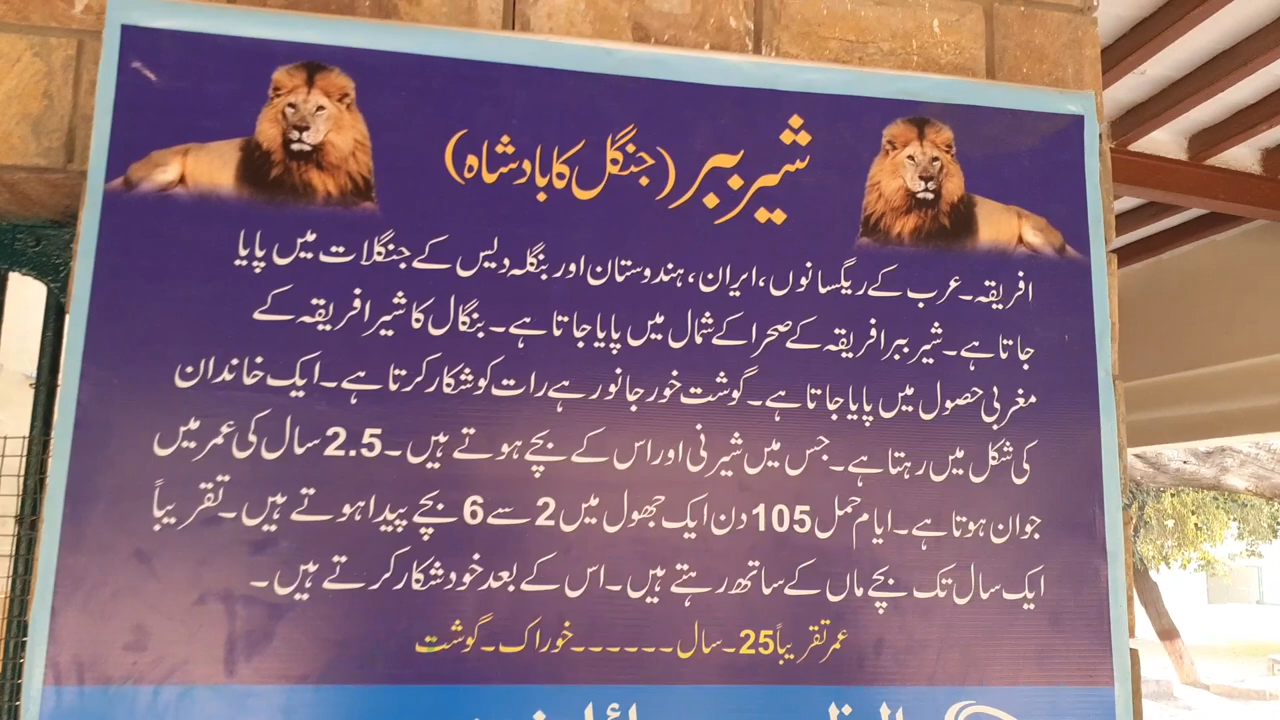 شیر ببر (جنگل کا بادشاہ)
افریقہ۔ عرب کے ریگسانوں، ایران، ہندوستان اور بنگلہ دیس کے جنگلات میں پایا
جاتا ہے۔ شیر ببر افریقہ کے صحرا کے شمال میں پایا جاتا ہے۔ بنگال کا شیر افریقہ کے
مغربی حصول میں پایا جاتا ہے۔ گوشت خور جانور ہے رات کو شکار کرتا ہے۔ ایک خاندان
کی شکل میں رہتا ہے۔ جس میں شیرنی اور اس کے بچے ہوتے ہیں۔ 2.5 سال کی عمر میں
جوان ہوتا ہے۔ ایام حمل 105 دن ایک جھول میں 2 سے 6 بچے پیدا ہوتے ہیں۔ تقریباً
ایک سال تک بچے ماں کے ساتھ رہتے ہیں۔ اس کے بعد خود شکار کرتے ہیں۔
عمر تقریباً 25۔ سال ۔۔۔۔۔۔ خوراک۔ گوشت